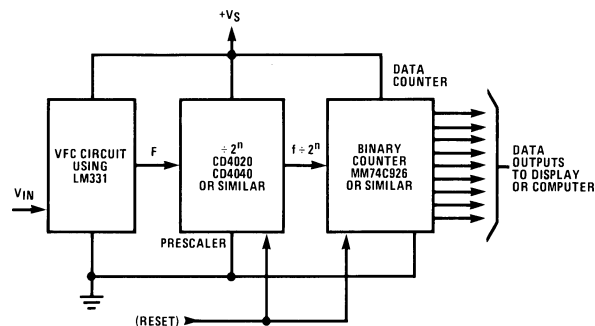 +VS
DATA
COUNTER
VFC CIRCUIT
USING
LM331
F
÷ 2ⁿ
CD4020
CD4040
OR SIMILAR
f ÷ 2ⁿ
BINARY
COUNTER
MM74C926
OR SIMILAR
DATA
OUTPUTS
TO DISPLAY
OR COMPUTER
VIN
PRESCALER
(RESET)